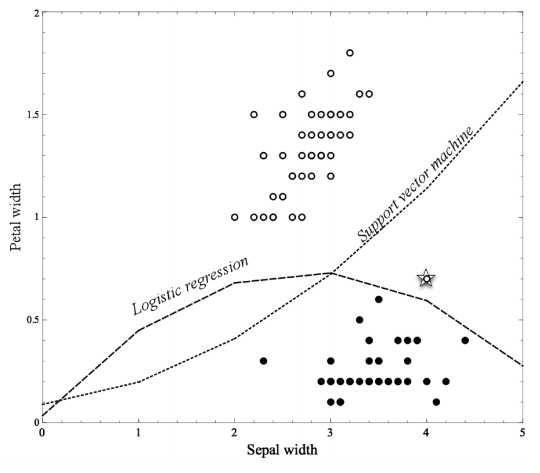 2
1.5
1
0.5
0
Petal width
Logistic regression
Support vector machine
0 1 2 3 4 5
Sepal width